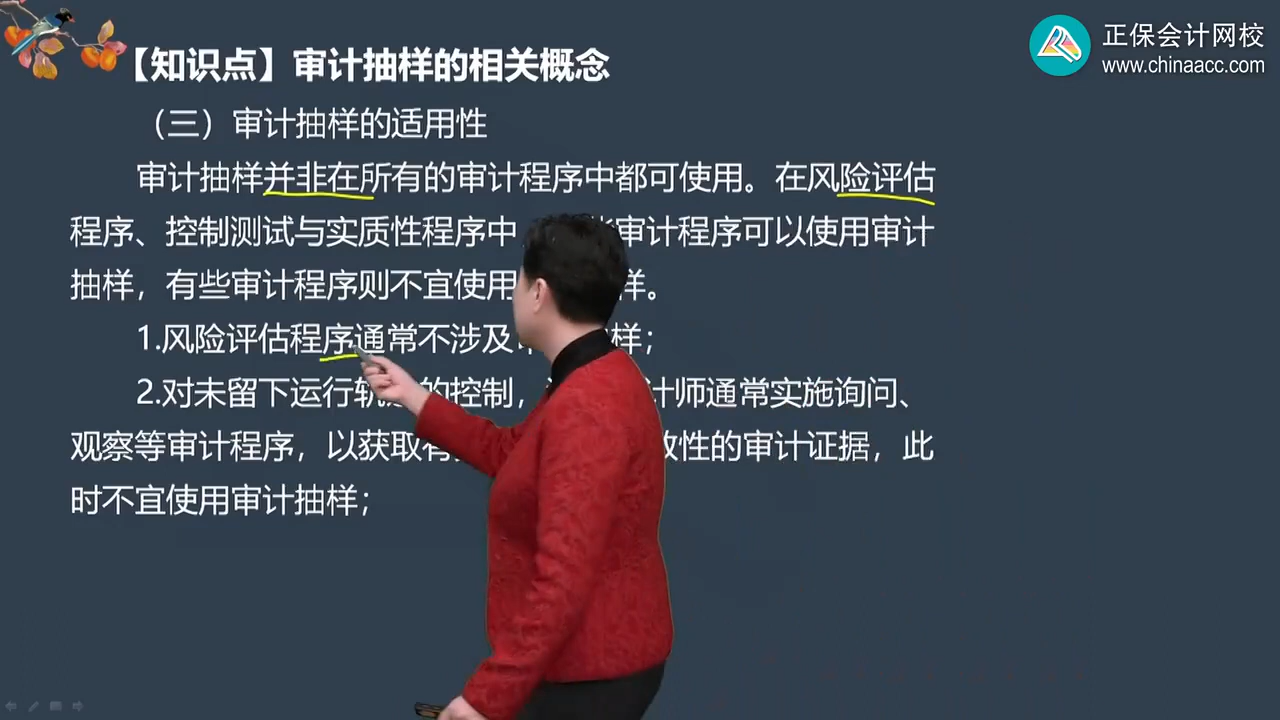 正保会计网校
www.chinaacc.com
【知识点】审计抽样的相关概念
（三）审计抽样的适用性
审计抽样并非在所有的审计程序中都可使用。在风险评估
程序、控制测试与实质性程序中 审计程序可以使用审计
抽样，有些审计程序则不宜使用 样。
1.风险评估程序通常不涉及 样；
2.对未留下运行轨 的控制， 计师通常实施询问、
观察等审计程序，以获取有 性的审计证据，此
时不宜使用审计抽样；